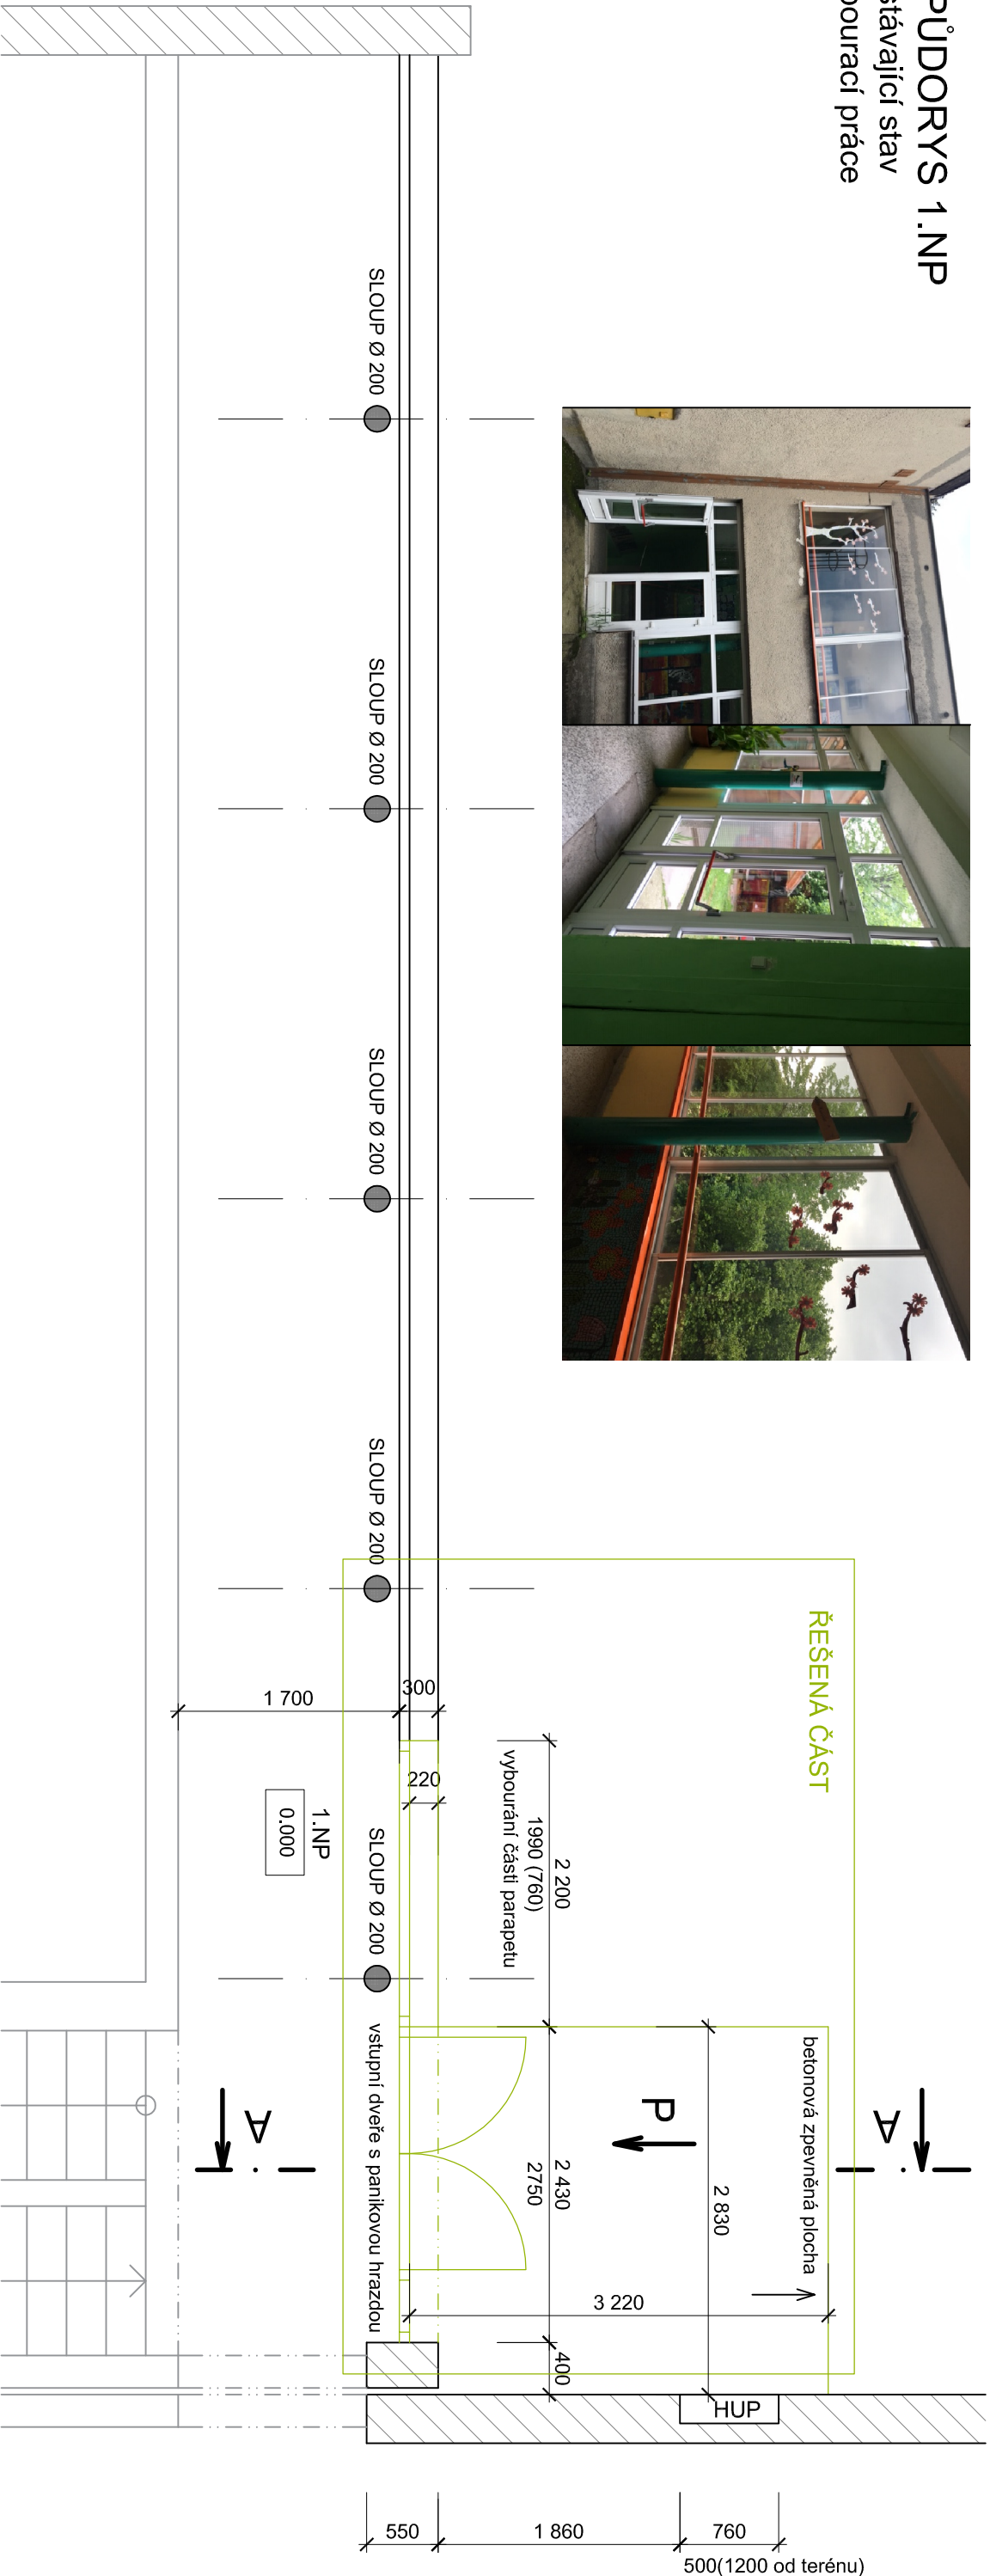 PŮDORYS 1.NP
stávající stav
bourací práce
SLOUP Ø 200
SLOUP Ø 200
SLOUP Ø 200
SLOUP Ø 200
SLOUP Ø 200
ŘEŠENÁ ČÁST
1 700
300
220
2 200
1990 (760)
vybourání části parapetu
1.NP
0.000
vstupní dveře s panikovou hrazdou
betonová zpevněná plocha
A
A
P
2 430
2750
2 830
3 220
400
HUP
550
1 860
760
500(1200 od terénu)